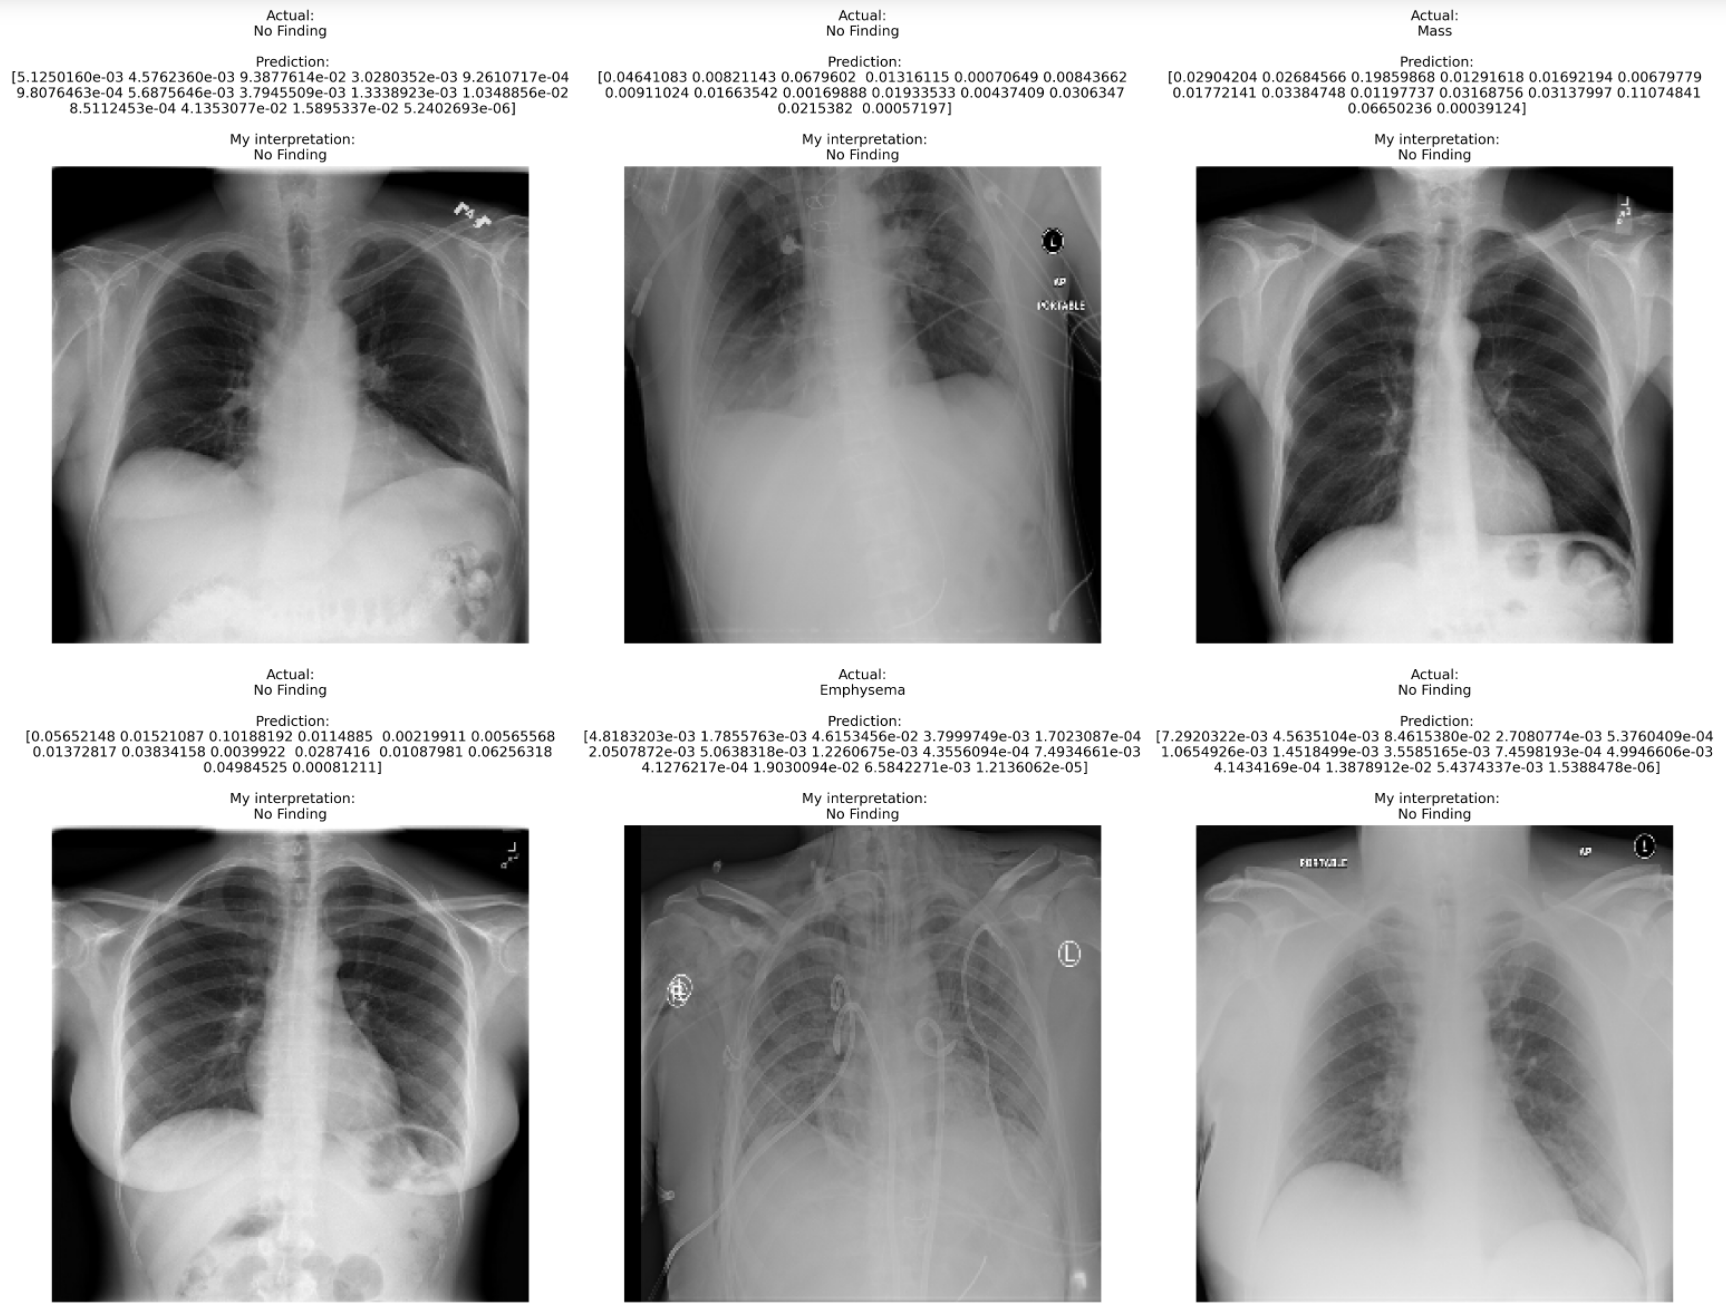 Actual:
No Finding
Prediction:
[5.1250160e-03 4.5762360e-03 9.3877614e-02 3.0280352e-03 9.2610717e-04
9.8076463e-04 5.6875646e-03 3.7945509e-03 1.3338923e-03 1.0348856e-02
8.5112453e-04 4.1353077e-02 1.5895337e-02 5.2402693e-06]
My interpretation:
No Finding
Actual:
No Finding
Prediction:
[0.04641083 0.00821143 0.0679602  0.01316115 0.00070649 0.00843662
0.00911024 0.01663542 0.00169888 0.01933533 0.00437409 0.0306347
0.0215382  0.00057197]
My interpretation:
No Finding
L
AP
PORTABLE
Actual:
Mass
Prediction:
[0.02904204 0.02684566 0.19859868 0.01291618 0.01692194 0.00679779
0.01772141 0.03384748 0.01197737 0.03168756 0.03137997 0.11074841
0.06650236 0.00039124]
My interpretation:
No Finding
L
Actual:
No Finding
Prediction:
[0.05652148 0.01521087 0.10188192 0.0114885  0.00219911 0.00565568
0.01372817 0.03834158 0.0039922  0.0287416  0.01087981 0.06256318
0.04984525 0.00081211]
My interpretation:
No Finding
L
Actual:
Emphysema
Prediction:
[4.8183203e-03 1.7855763e-03 4.6153456e-02 3.7999749e-03 1.7023087e-04
2.0507872e-03 5.0638318e-03 1.2260675e-03 4.3556094e-04 7.4934661e-03
4.1276217e-04 1.9030094e-02 6.5842271e-03 1.2136062e-05]
My interpretation:
No Finding
L
Actual:
No Finding
Prediction:
[7.2920322e-03 4.5635104e-03 8.4615380e-02 2.7080774e-03 5.3760409e-04
1.0654926e-03 1.4518499e-03 3.5585165e-03 7.4598193e-04 4.9946606e-03
4.1434169e-04 1.3878912e-02 5.4374337e-03 1.5388478e-06]
My interpretation:
No Finding
PORTABLE
AP
L